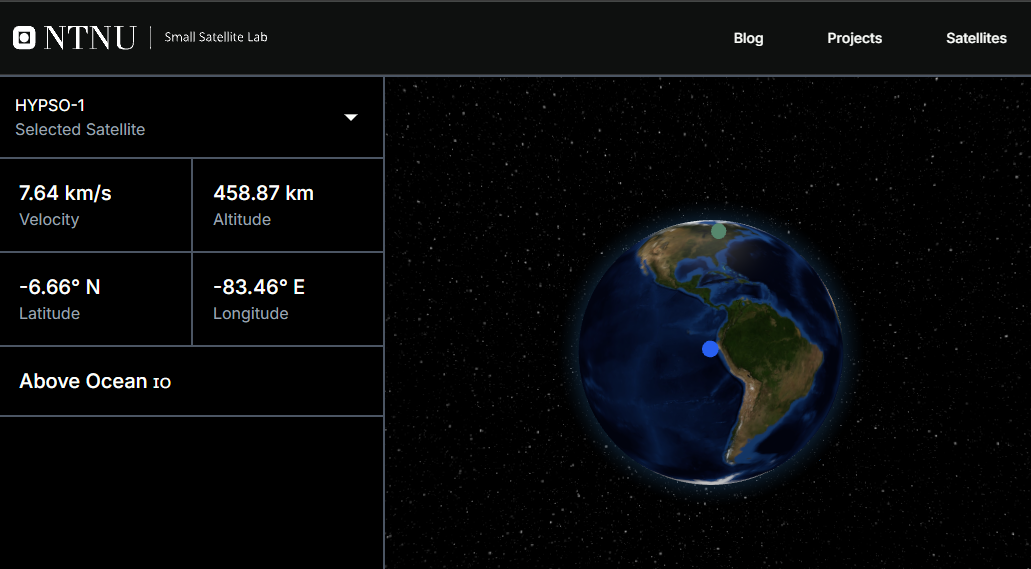 NTNU Small Satellite Lab
Blog Projects Satellites
HYPSO-1
Selected Satellite
7.64 km/s
Velocity
458.87 km
Altitude
-6.66° N
Latitude
-83.46° E
Longitude
Above Ocean IO